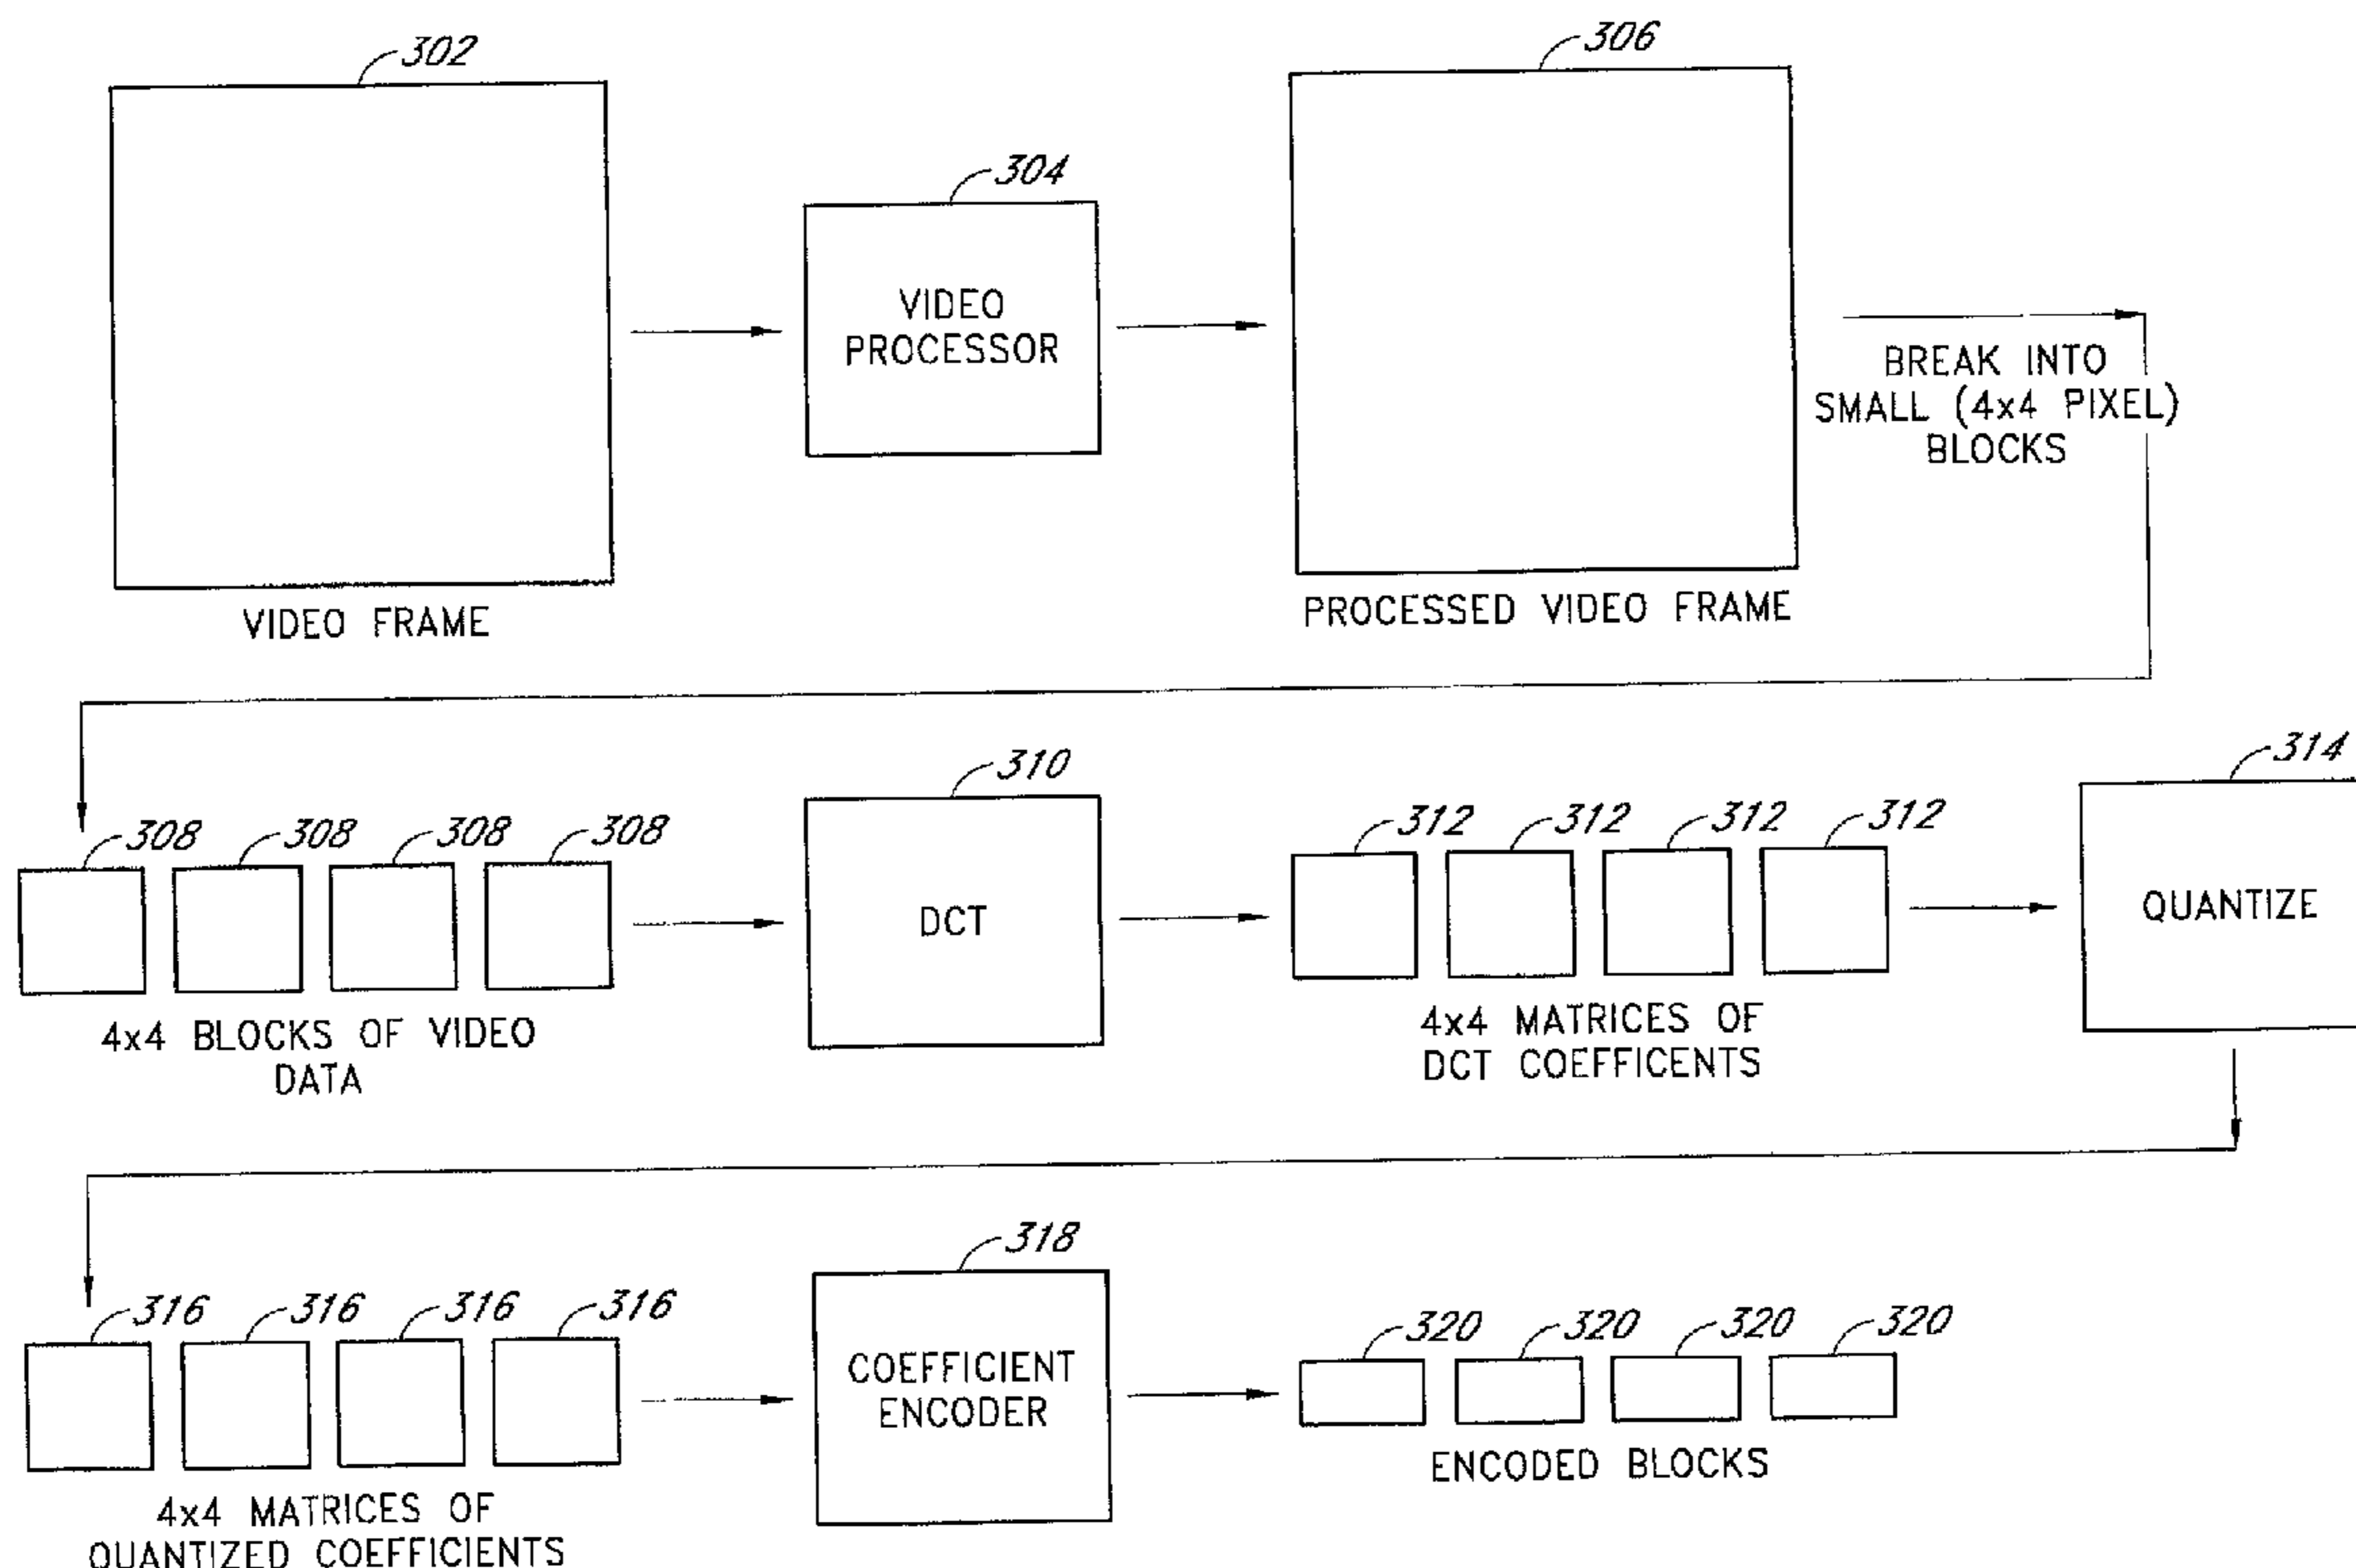 302
306
304
VIDEO
PROCESSOR
BREAK INTO
SMALL (4x4 PIXEL)
BLOCKS
VIDEO FRAME
PROCESSED VIDEO FRAME
310
314
308 308 308 308
312 312 312 312
DCT
QUANTIZE
4x4 BLOCKS OF VIDEO
DATA
4x4 MATRICES OF
DCT COEFFICENTS
318
316 316 316 316
320 320 320 320
COEFFICIENT
ENCODER
ENCODED BLOCKS
4x4 MATRICES OF
QUANTIZED COEFFICIENTS